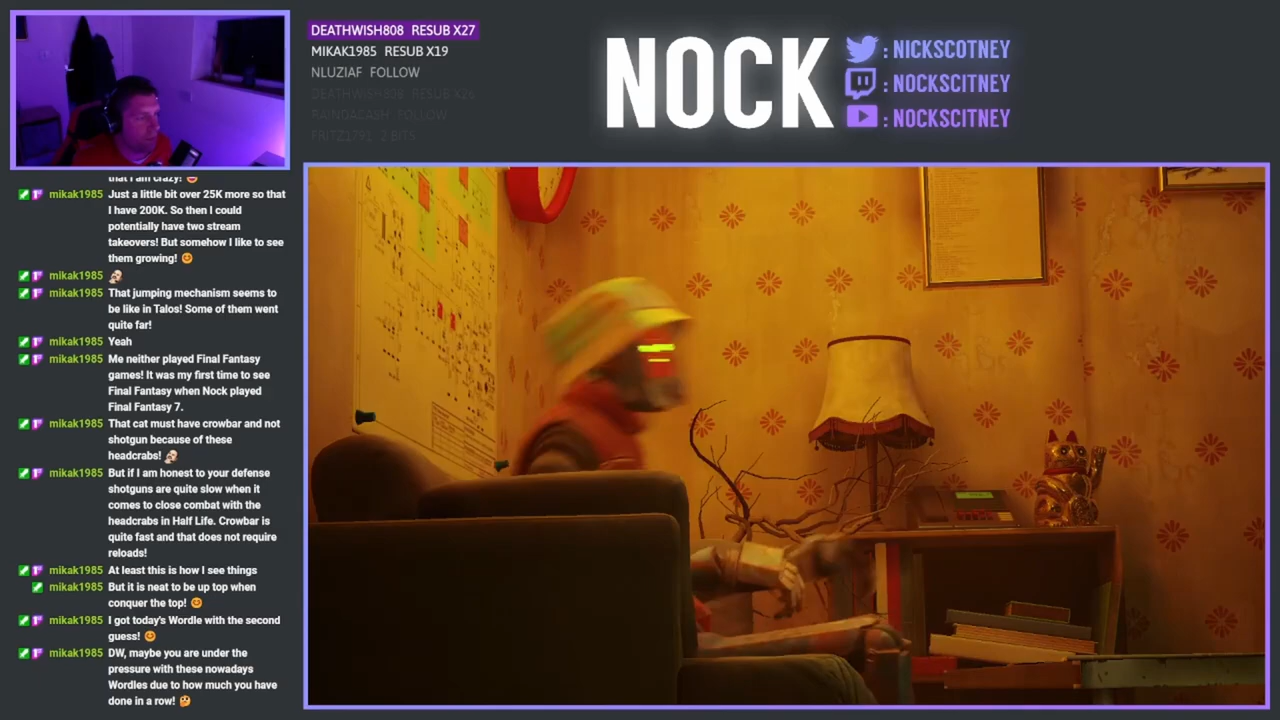 DEATHWISH808 RESUB X27
MIKAK1985 RESUB X19
NLUZIAF FOLLOW
DEATHWISH808 RESUB X26
RAINDACASH FOLLOW
FRITZ1791 2 BITS
NOCK
: NICKSCOTNEY
: NOCKSCITNEY
: NOCKSCITNEY
that I am crazy!
mikak1985 Just a little bit over 25K more so that
I have 200K. So then I could
potentially have two stream
takeovers! But somehow I like to see
them growing!
mikak1985
mikak1985 That jumping mechanism seems to
be like in Talos! Some of them went
quite far!
mikak1985 Yeah
mikak1985 Me neither played Final Fantasy
games! It was my first time to see
Final Fantasy when Nock played
Final Fantasy 7.
mikak1985 That cat must have crowbar and not
shotgun because of these
headcrabs!
mikak1985 But if I am honest to your defense
shotguns are quite slow when it
comes to close combat with the
headcrabs in Half Life. Crowbar is
quite fast and that does not require
reloads!
mikak1985 At least this is how I see things
mikak1985 But it is neat to be up top when
conquer the top!
mikak1985 I got today's Wordle with the second
guess!
mikak1985 DW, maybe you are under the
pressure with these nowadays
Wordles due to how much you have
done in a row!